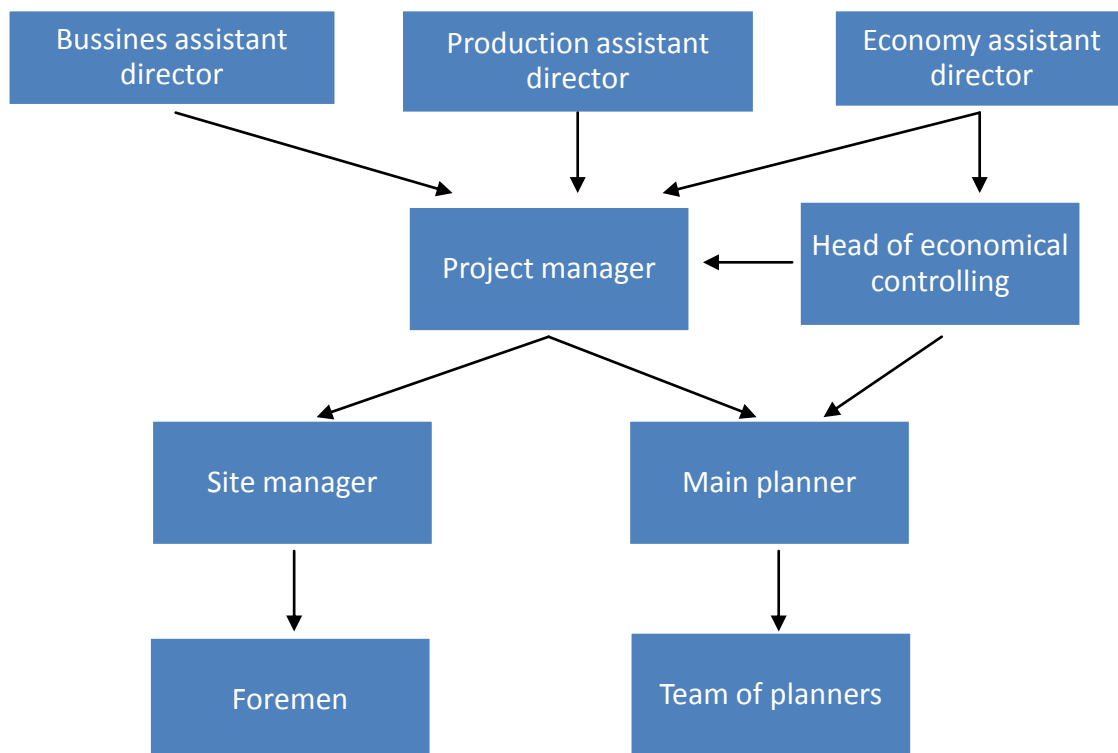 Bussines assistant
director
Production assistant
director
Economy assistant
director
Project manager
Head of economical
controlling
Site manager
Main planner
Foremen
Team of planners